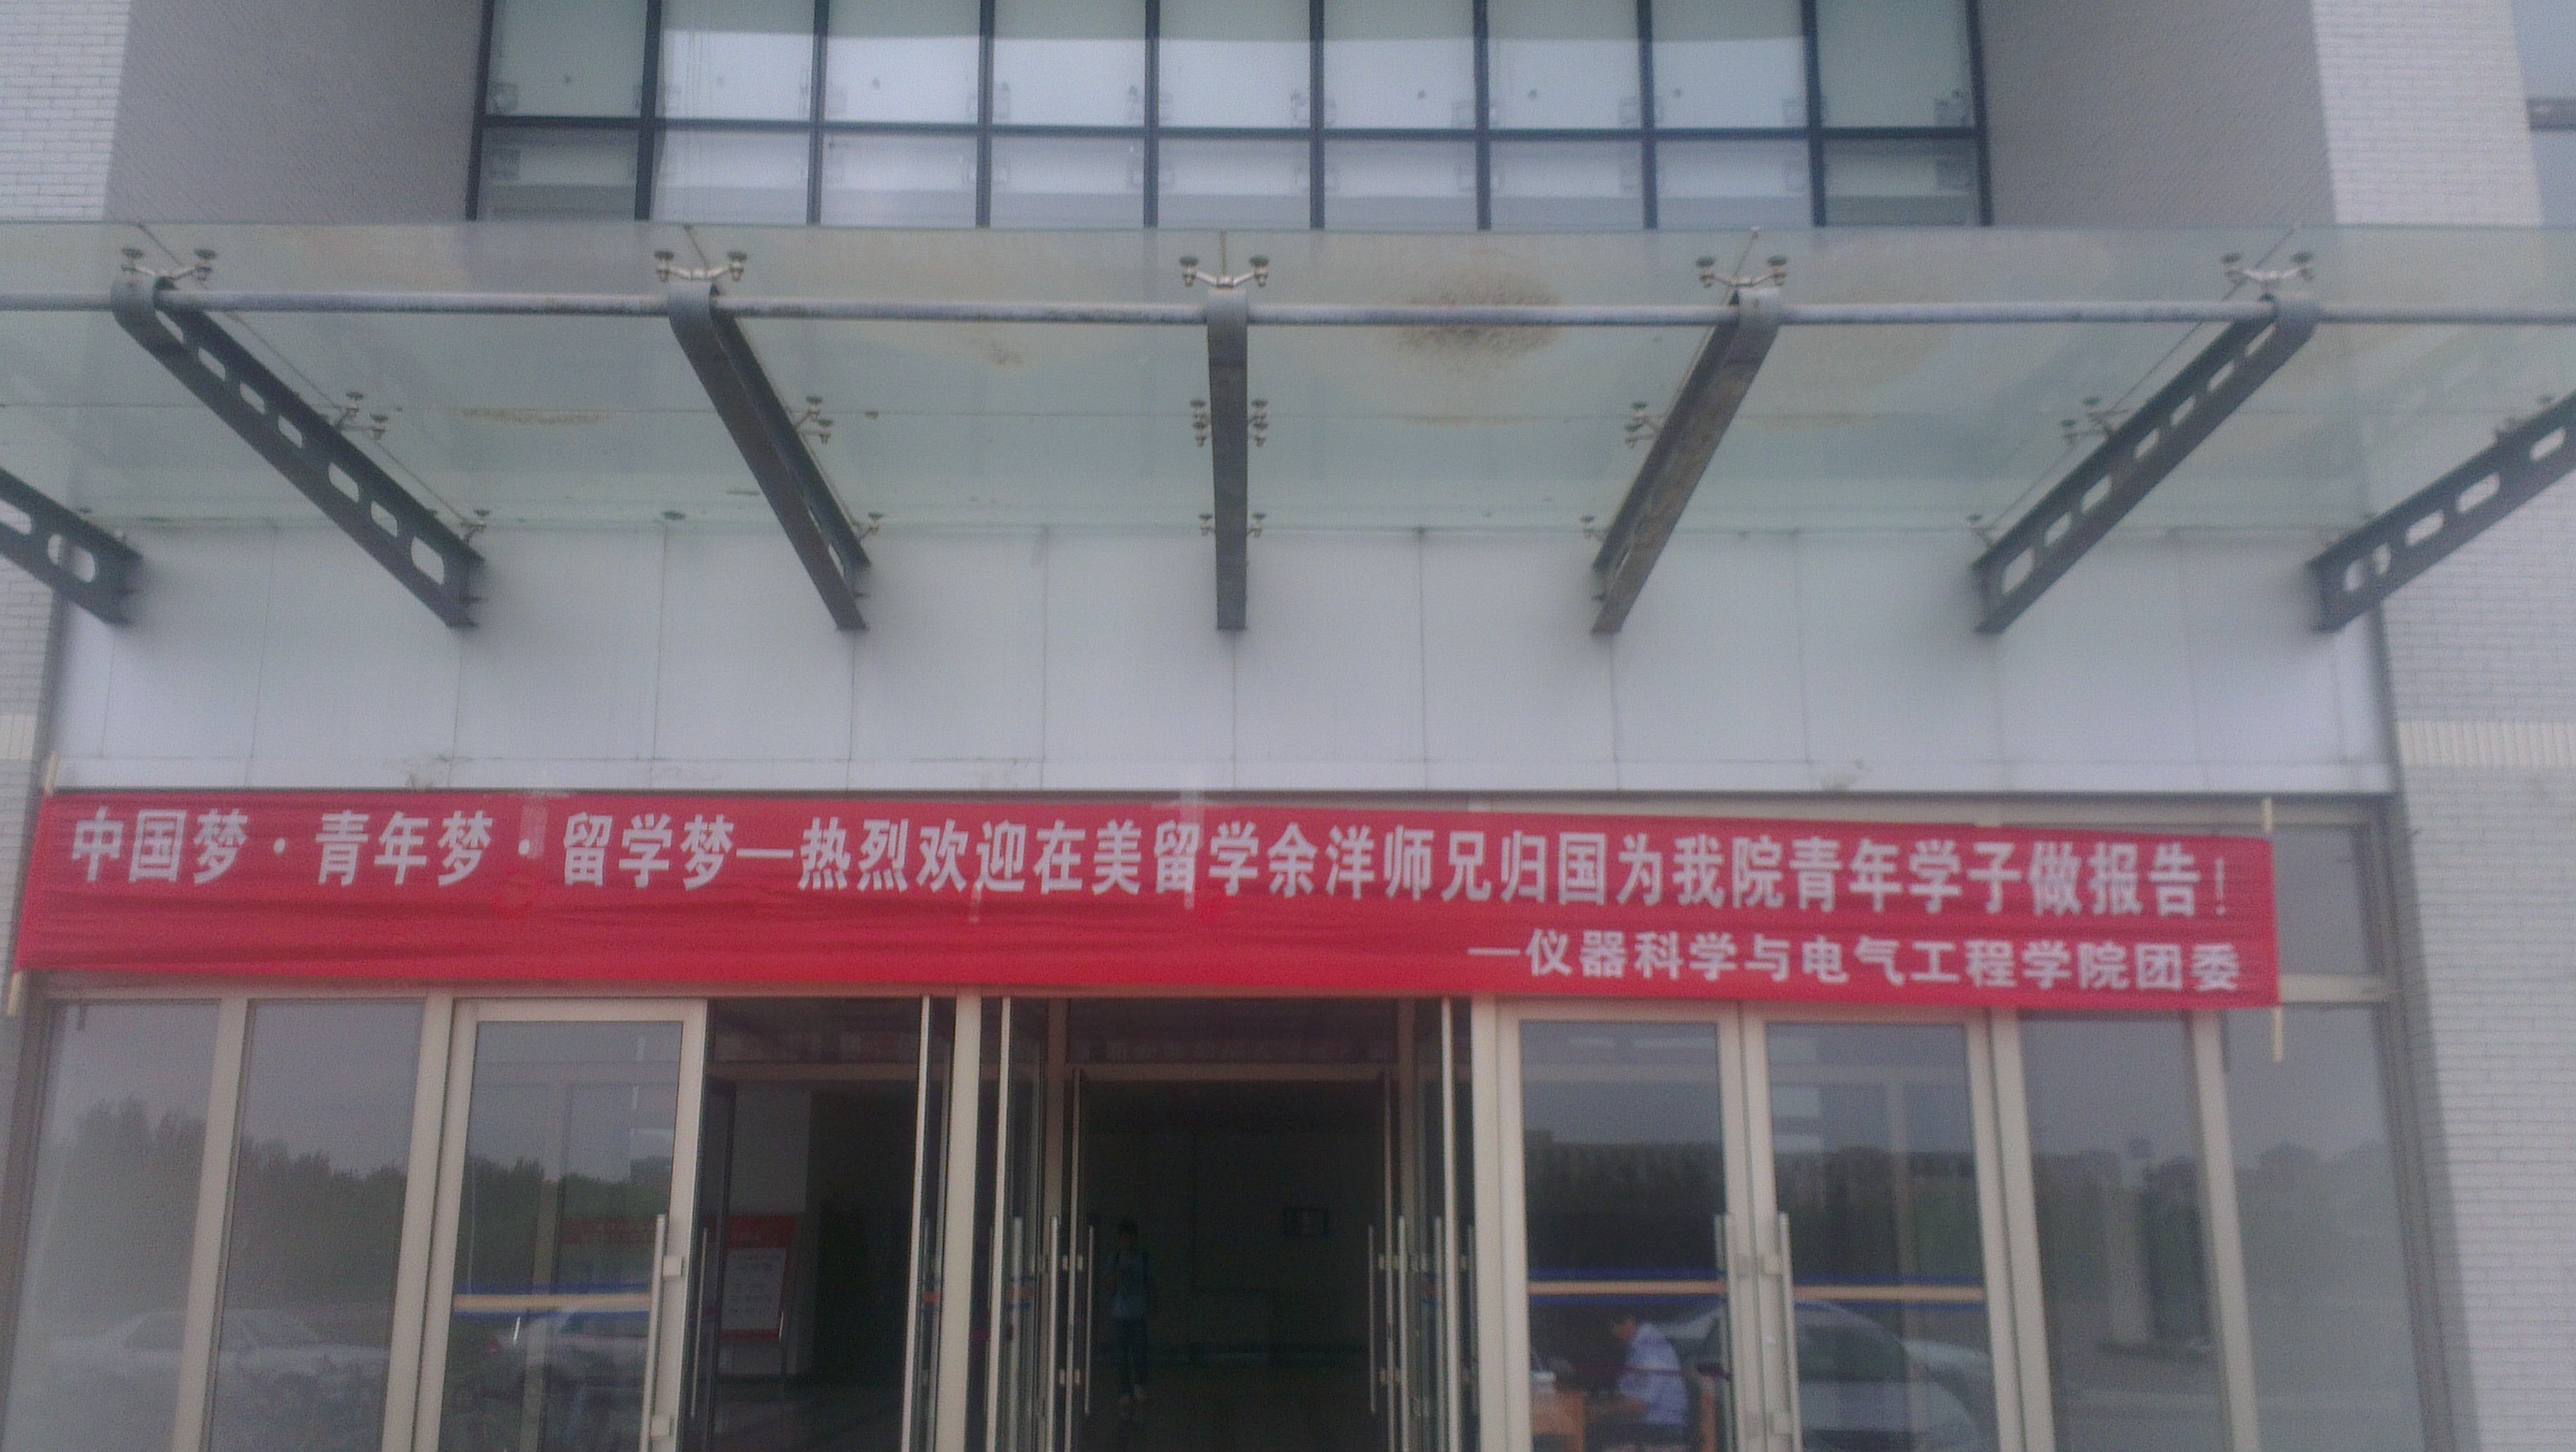 中国梦·青年梦·留学梦—热烈欢迎在美留学余洋师兄归国为我院青年学子做报告！
—仪器科学与电气工程学院团委